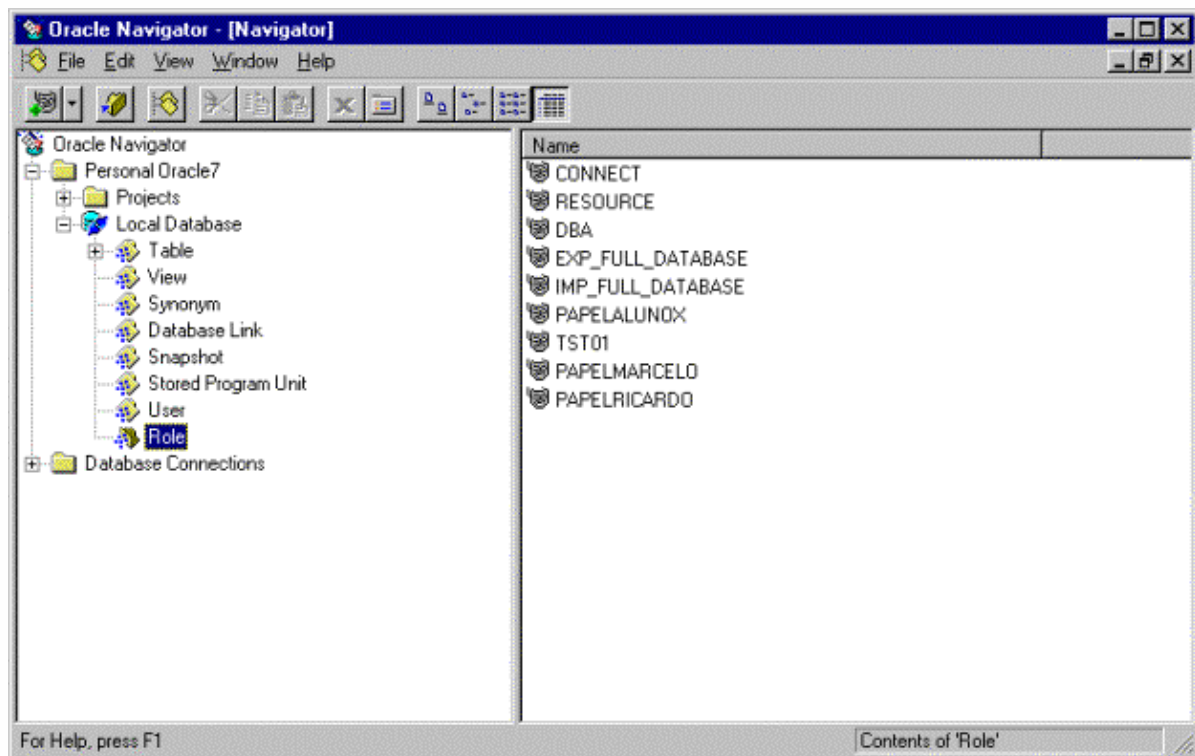 Oracle Navigator - [Navigator]
File Edit View Window Help
Oracle Navigator
Personal Oracle7
Projects
Local Database
Table
View
Synonym
Database Link
Snapshot
Stored Program Unit
User
Role
Database Connections
Name
CONNECT
RESOURCE
DBA
EXP_FULL_DATABASE
IMP_FULL_DATABASE
PAPELALUNOX
TST01
PAPELMARCELO
PAPELRICARDO
For Help, press F1
Contents of 'Role'